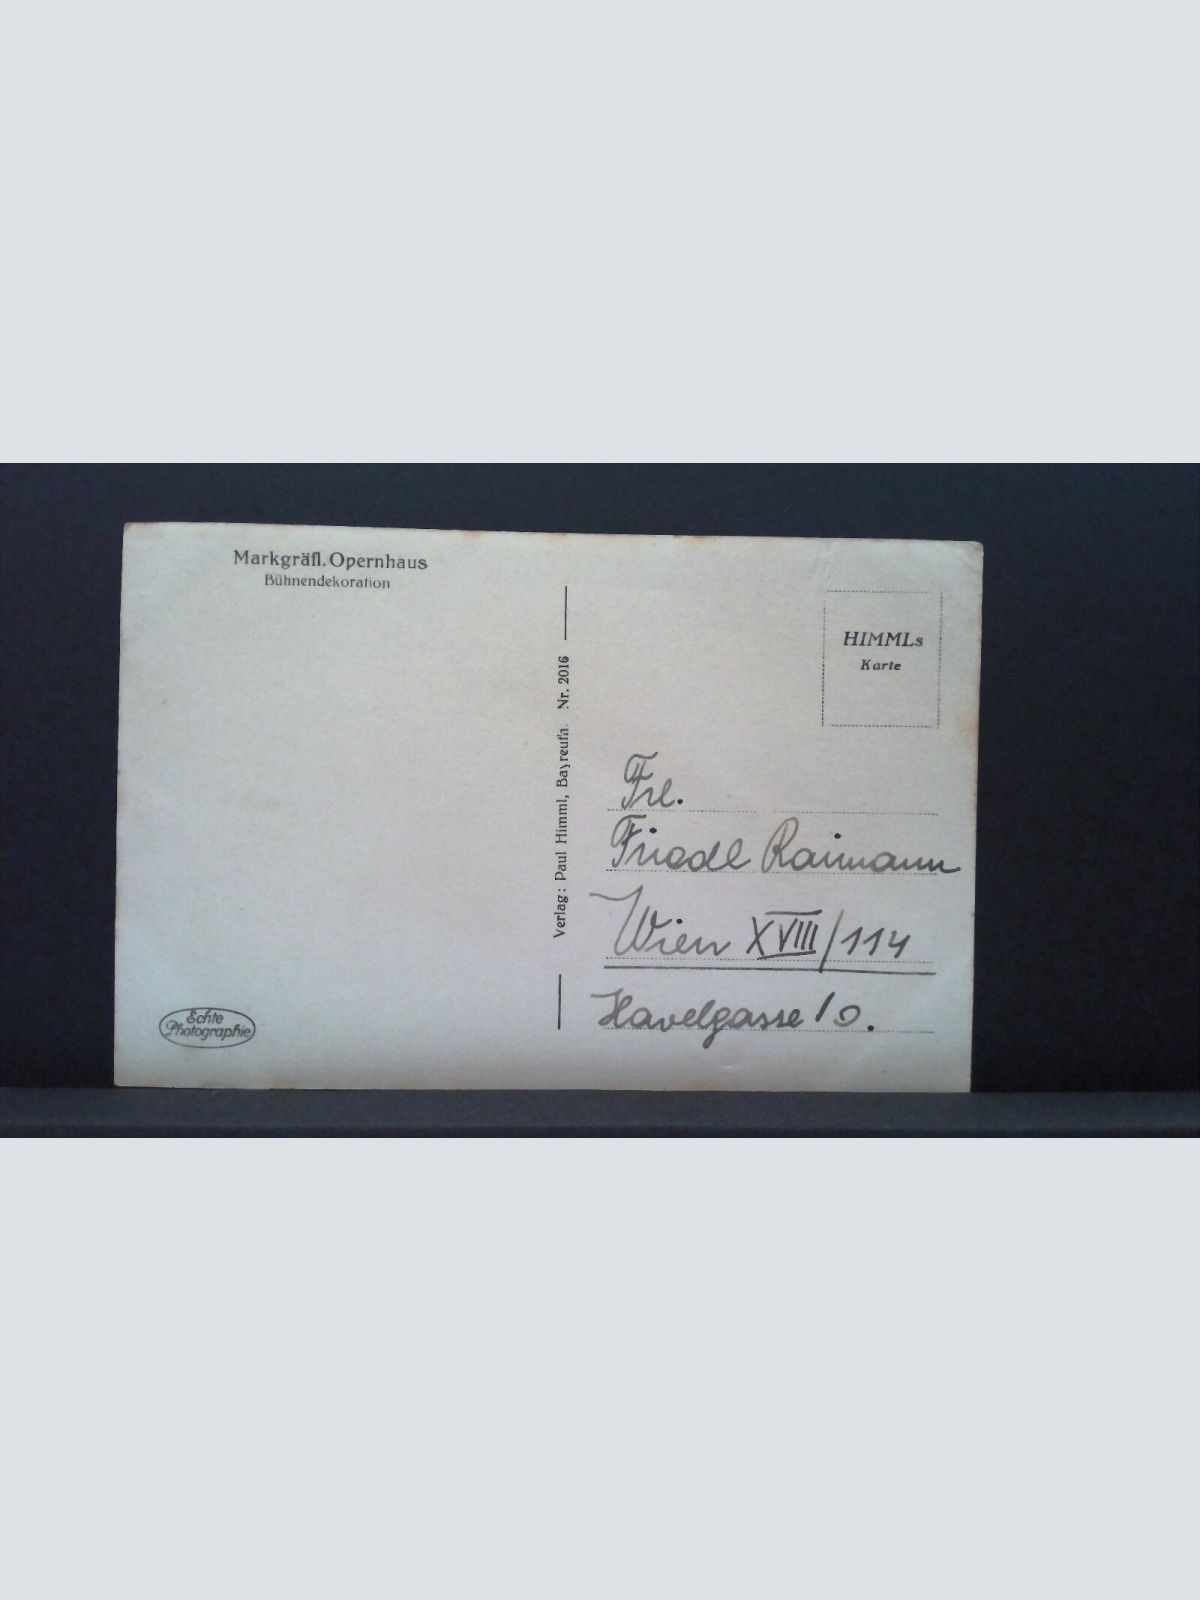 Markgräfl. Opernhaus
Bühnendekoration
Echte
Photographie
Verlag: Paul Himml, Bayreuth. Nr. 2016
HIMMLs
Karte
Frl.
Friedl Raimann
Wien XVIII/114
Havelgasse 10.